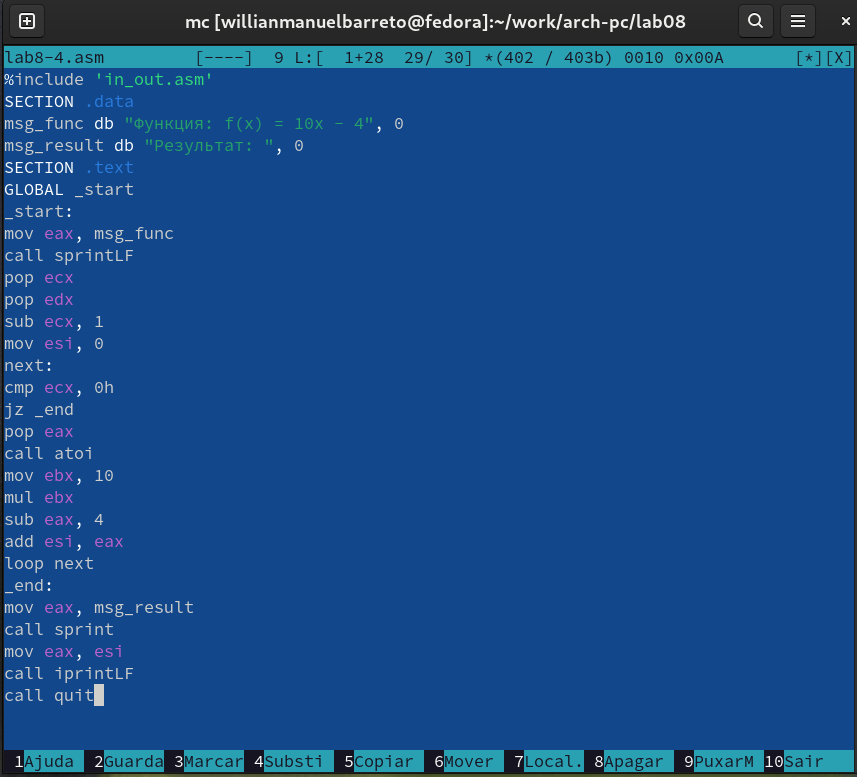 mc [willianmanuelbarreto@fedora]:~/work/arch-pc/lab08
lab8-4.asm [----] 9 L:[ 1+28 29/ 30] *(402 / 403b) 0010 0x00A [*][X]
%include 'in_out.asm'
SECTION .data
msg_func db "Функция: f(x) = 10x - 4", 0
msg_result db "Результат: ", 0
SECTION .text
GLOBAL _start
_start:
mov eax, msg_func
call sprintLF
pop ecx
pop edx
sub ecx, 1
mov esi, 0
next:
cmp ecx, 0h
jz _end
pop eax
call atoi
mov ebx, 10
mul ebx
sub eax, 4
add esi, eax
loop next
_end:
mov eax, msg_result
call sprint
mov eax, esi
call iprintLF
call quit
1Ajuda 2Guarda 3Marcar 4Substi 5Copiar 6Mover 7Local. 8Apagar 9PuxarM 10Sair